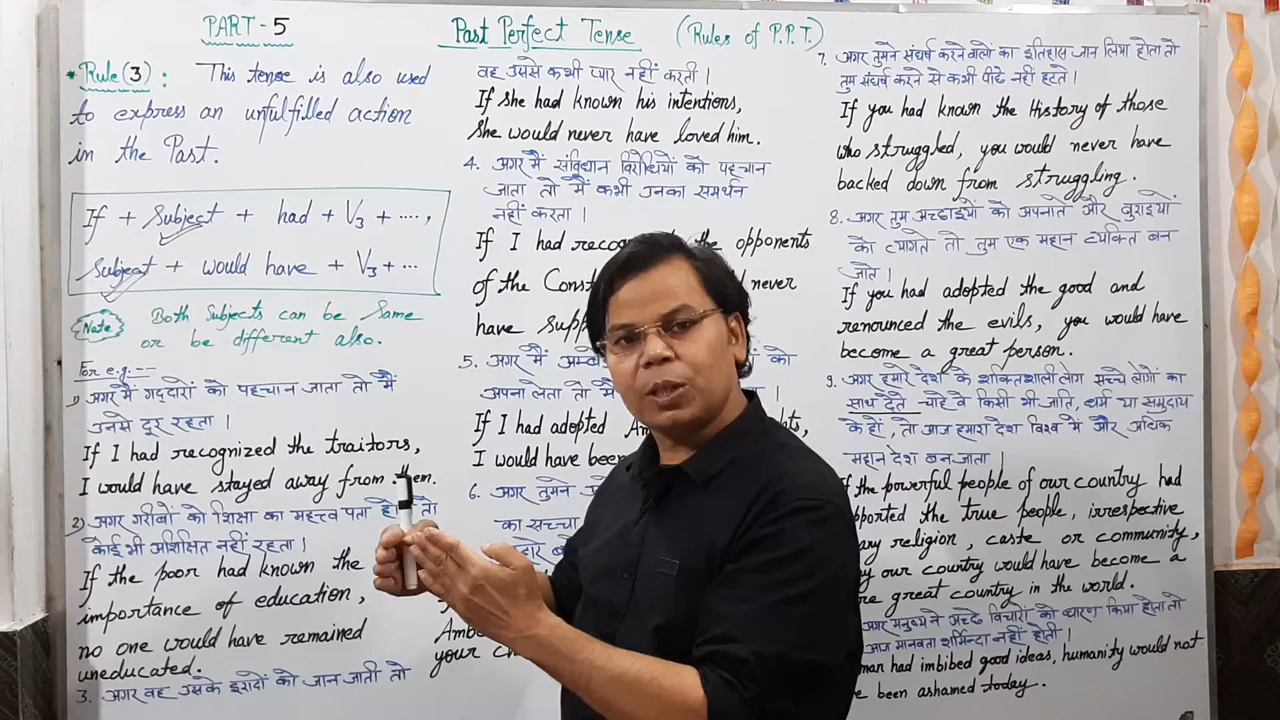 PART-5
Past Perfect Tense (Rules of P.P.T.)
* Rule (3) : This tense is also used
to express an unfulfilled action
in the Past.
If + Subject + had + V3 + ....,
Subject + would have + V3 + ...
Note Both Subjects can be Same
or be different also.
For e.g.:--
1) अगर मैं गद्दारों को पहचान जाता तो मैं
उनसे दूर रहता ।
If I had recognized the traitors,
I would have stayed away from them.
2) अगर गरीबों को शिक्षा का महत्त्व पता तो
कोई भी अशिक्षित नहीं रहता ।
If the poor had known the
importance of education,
no one would have remained
uneducated.
3. अगर वह उसके इरादों को जान जाती तो
वह उससे कभी प्यार नहीं करती ।
If she had known his intentions,
She would never have loved him.
4. अगर मैं संविधान विरोधियों को पहचान
जाता तो मैं कभी उनका समर्थन
नहीं करता ।
If I had the opponents
of the never
have
5. अगर मैं को
अपना लेता तो ।
If I had adopted
I would have been
6. अगर तुमने
का सच्चा
your
7. अगर तुमने संघर्ष करने वालों का इतिहास जान लिया होता तो
तुम संघर्ष करने से कभी पीछे नहीं हटते ।
If you had known the History of those
who struggled, you would never have
backed down from struggling.
8. अगर तुम अच्छाइयों को अपनाते और बुराइयों
को त्यागते तो तुम एक महान व्यक्ति बन
जाते ।
If you had adopted the good and
renounced the evils, you would have
become a great person.
9. अगर हमारे देश के शक्तिशाली लोग सच्चे लोगों का
साथ देते चाहे वे किसी भी जाति, धर्म या समुदाय
के हों, तो आज हमारा देश विश्व में और अधिक
महान देश बन जाता ।
the powerful people of our country had
the true people, irrespective
religion, caste or community,
our country would have become a
great country in the world.
अगर मनुष्य ने अच्छे विचारों को धारण किया होता तो
आज मानवता शर्मिन्दा नहीं होती ।
man had imbibed good ideas, humanity would not
been ashamed today.